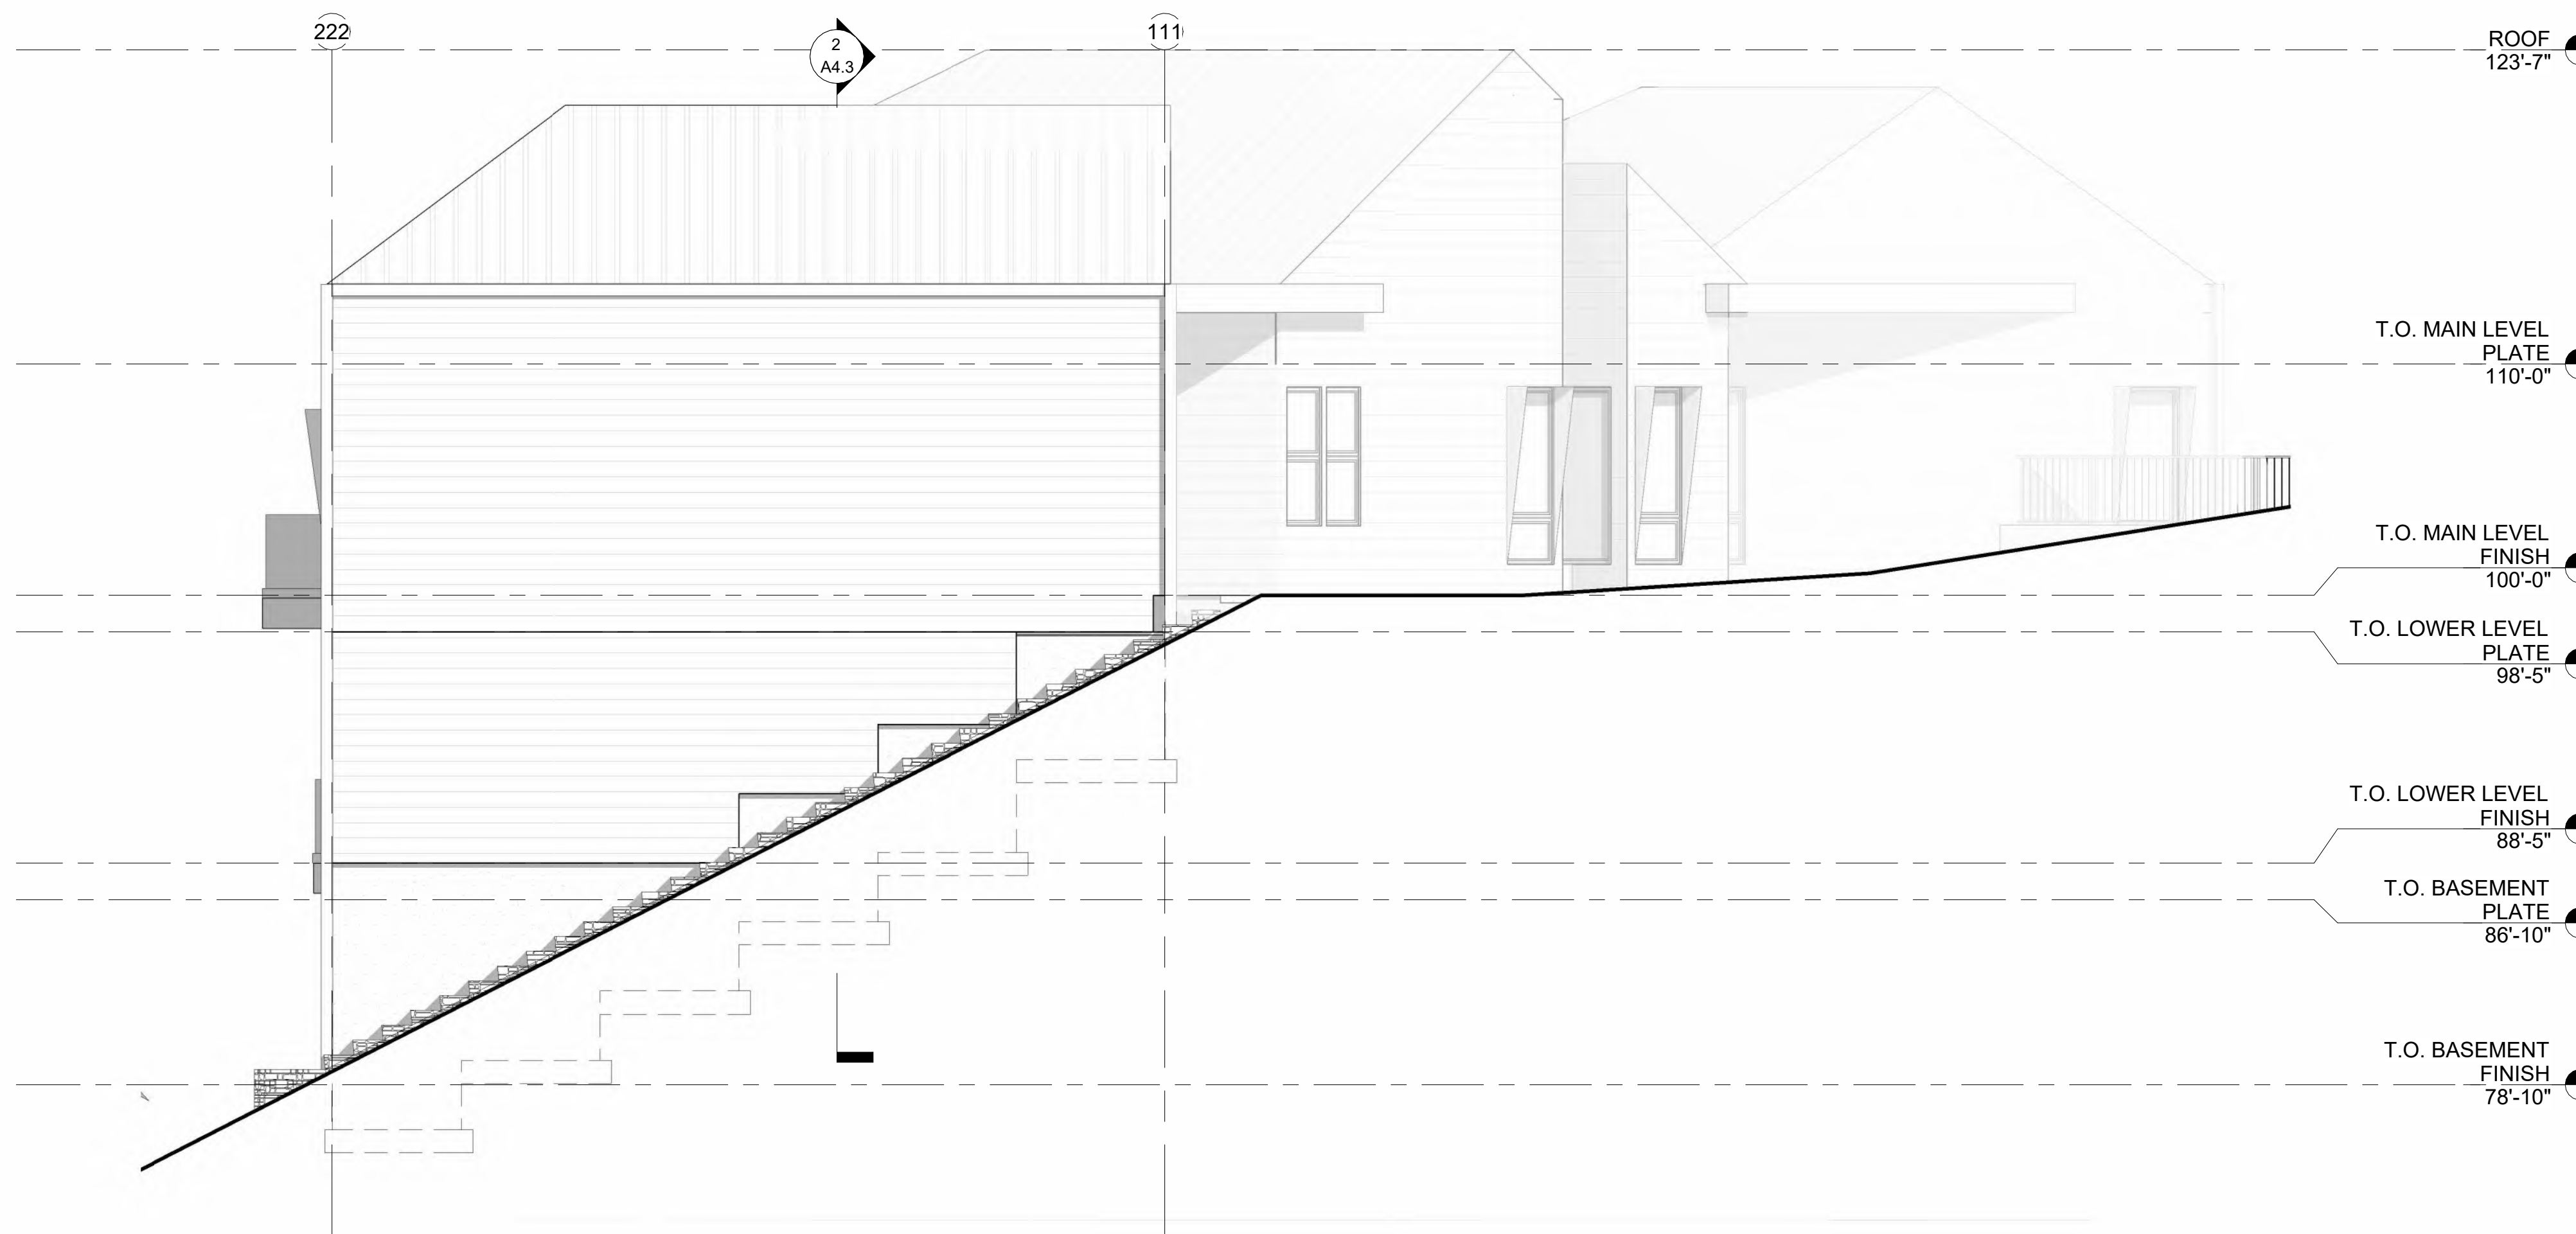 222
2
A4.3
111
ROOF
123'-7"
T.O. MAIN LEVEL
PLATE
110'-0"
T.O. MAIN LEVEL
FINISH
100'-0"
T.O. LOWER LEVEL
PLATE
98'-5"
T.O. LOWER LEVEL
FINISH
88'-5"
T.O. BASEMENT
PLATE
86'-10"
T.O. BASEMENT
FINISH
78'-10"